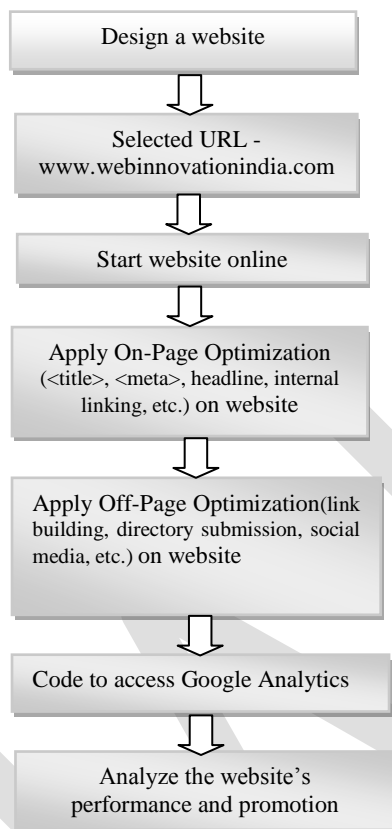 Design a website
Selected URL -
www.webinnovationindia.com
Start website online
Apply On-Page Optimization
(<title>, <meta>, headline, internal
linking, etc.) on website
Apply Off-Page Optimization(link
building, directory submission, social
media, etc.) on website
Code to access Google Analytics
Analyze the website's
performance and promotion